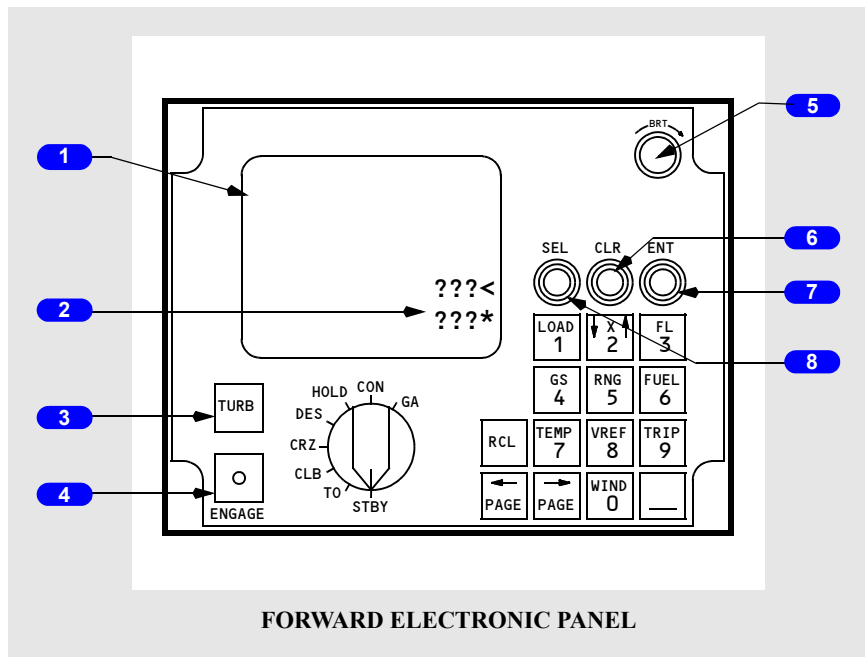 5
BRT
1
6
SEL CLR ENT
7
2
???<
???*
8
LOAD 1
X 2
FL 3
GS 4
RNG 5
FUEL 6
3
TURB
HOLD CON GA
DES
CRZ
CLB
TO
STBY
RCL
TEMP 7
VREF 8
TRIP 9
4
ENGAGE
PAGE
PAGE
WIND 0
FORWARD ELECTRONIC PANEL